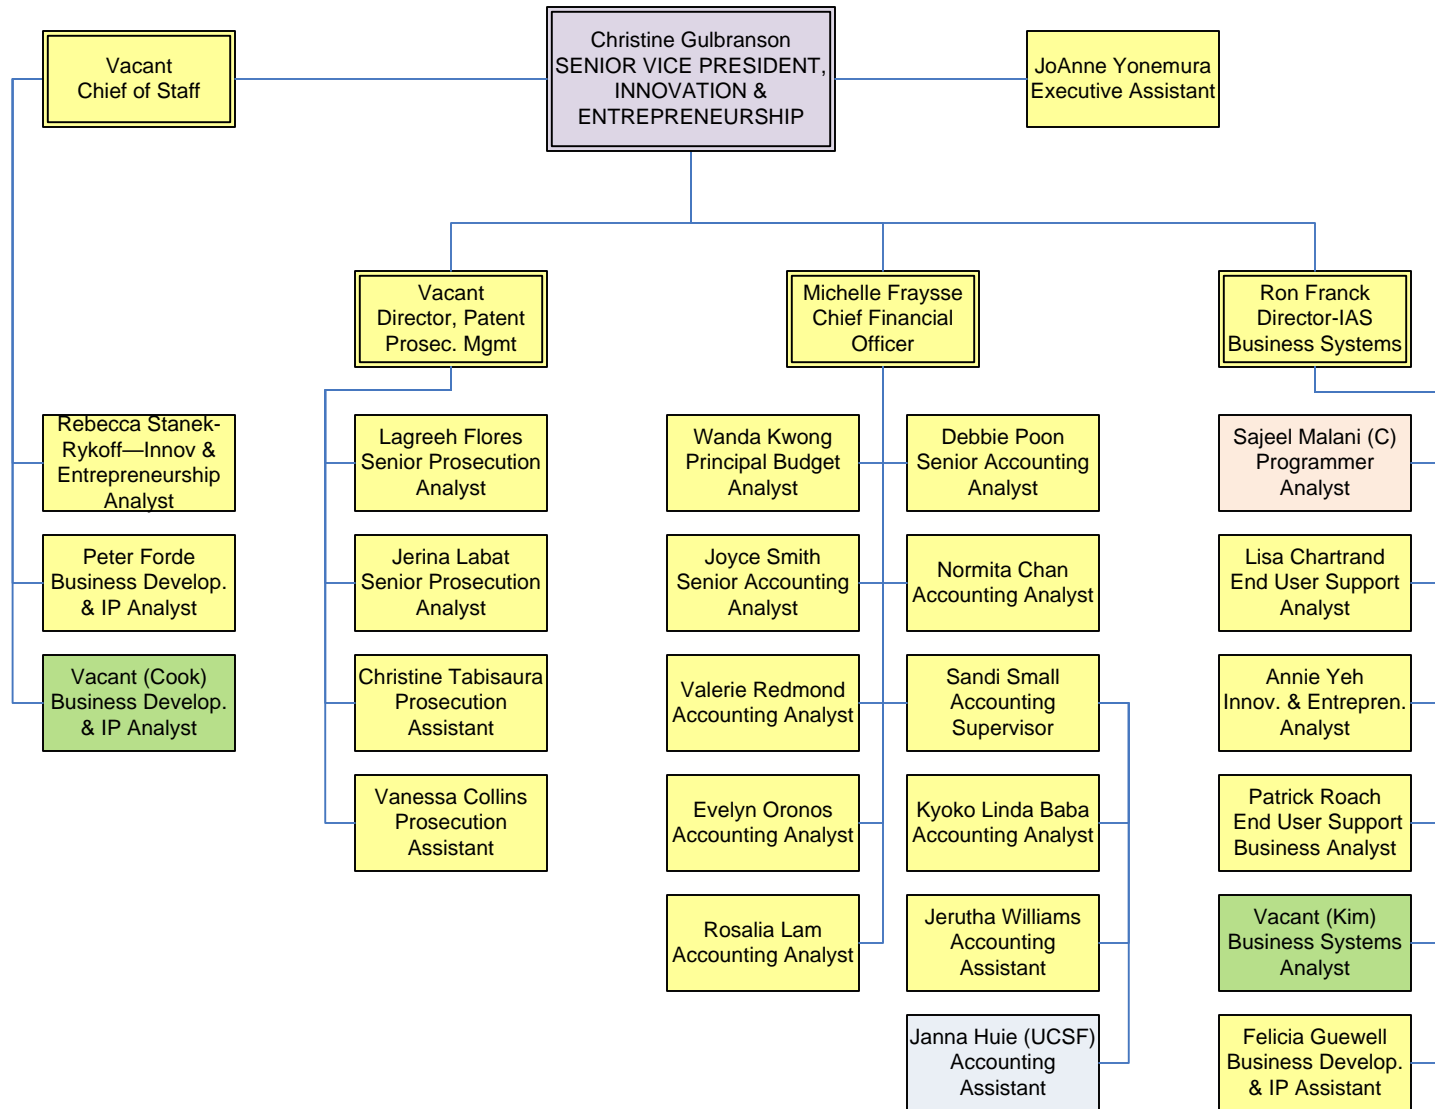 Vacant
Chief of Staff
Christine Gulbranson
SENIOR VICE PRESIDENT,
INNOVATION &
ENTREPRENEURSHIP
JoAnne Yonemura
Executive Assistant
Vacant
Director, Patent
Prosec. Mgmt
Michelle Fraysse
Chief Financial
Officer
Ron Franck
Director-IAS
Business Systems
Rebecca Stanek-
Rykoff—Innov &
Entrepreneurship
Analyst
Peter Forde
Business Develop.
& IP Analyst
Vacant (Cook)
Business Develop.
& IP Analyst
Lagreeh Flores
Senior Prosecution
Analyst
Jerina Labat
Senior Prosecution
Analyst
Christine Tabisaura
Prosecution
Assistant
Vanessa Collins
Prosecution
Assistant
Wanda Kwong
Principal Budget
Analyst
Joyce Smith
Senior Accounting
Analyst
Valerie Redmond
Accounting Analyst
Evelyn Oronos
Accounting Analyst
Rosalia Lam
Accounting Analyst
Debbie Poon
Senior Accounting
Analyst
Normita Chan
Accounting Analyst
Sandi Small
Accounting
Supervisor
Kyoko Linda Baba
Accounting Analyst
Jerutha Williams
Accounting
Assistant
Janna Huie (UCSF)
Accounting
Assistant
Sajeel Malani (C)
Programmer
Analyst
Lisa Chartrand
End User Support
Analyst
Annie Yeh
Innov. & Entrepren.
Analyst
Patrick Roach
End User Support
Business Analyst
Vacant (Kim)
Business Systems
Analyst
Felicia Guewell
Business Develop.
& IP Assistant